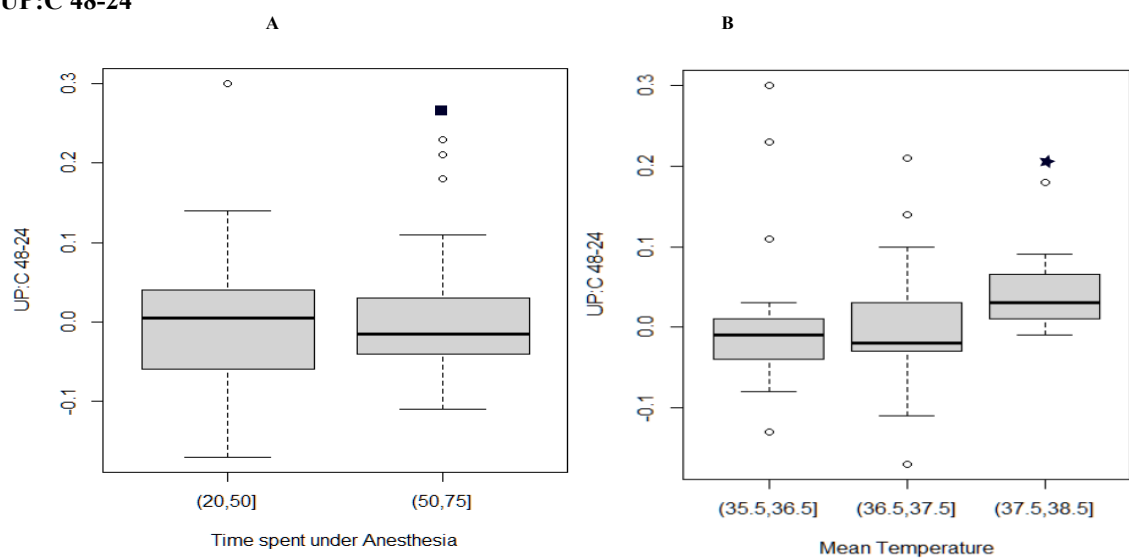 UP:C 48-24
A
B
UP:C 48-24
0.3
0.2
0.1
0.0
-0.1
(20,50]
(50,75]
Time spent under Anesthesia
UP:C 48-24
0.3
0.2
0.1
0.0
-0.1
(35.5,36.5]
(36.5,37.5]
(37.5,38.5]
Mean Temperature